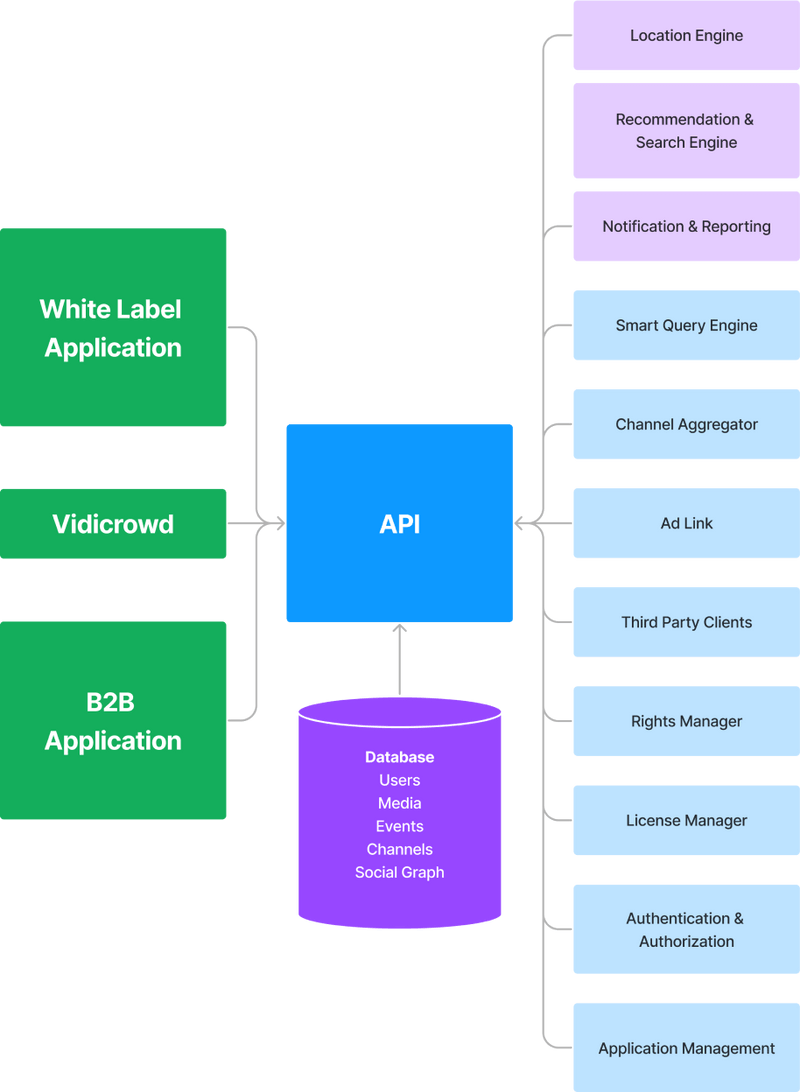 White Label
Application
Vidicrowd
B2B
Application
API
Database
Users
Media
Events
Channels
Social Graph
Location Engine
Recommendation &
Search Engine
Notification & Reporting
Smart Query Engine
Channel Aggregator
Ad Link
Third Party Clients
Rights Manager
License Manager
Authentication &
Authorization
Application Management